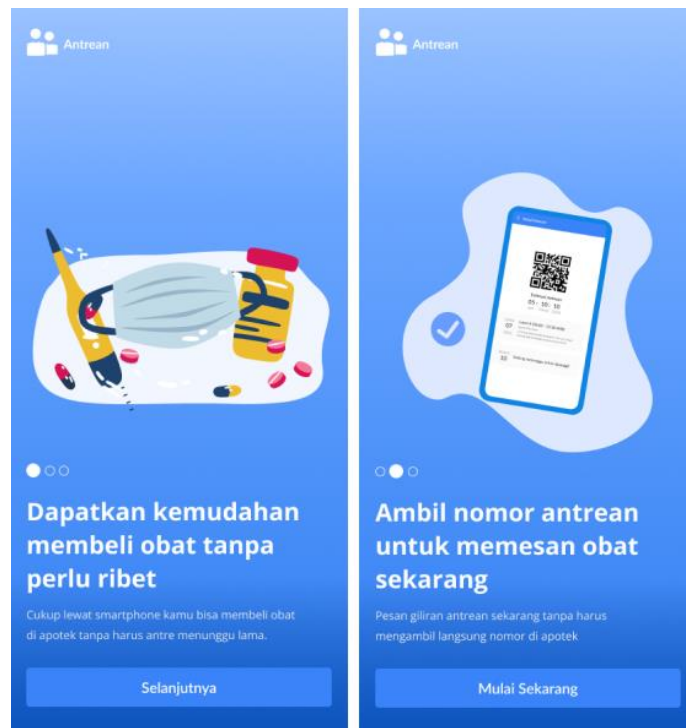 Antrean
Dapatkan kemudahan
membeli obat tanpa
perlu ribet
Cukup lewat smartphone kamu bisa membeli obat
di apotek tanpa harus antre menunggu lama.
Selanjutnya
Antrean
Ambil nomor antrean
untuk memesan obat
sekarang
Pesan giliran antrean sekarang tanpa harus
mengambil langsung nomor di apotek
Mulai Sekarang